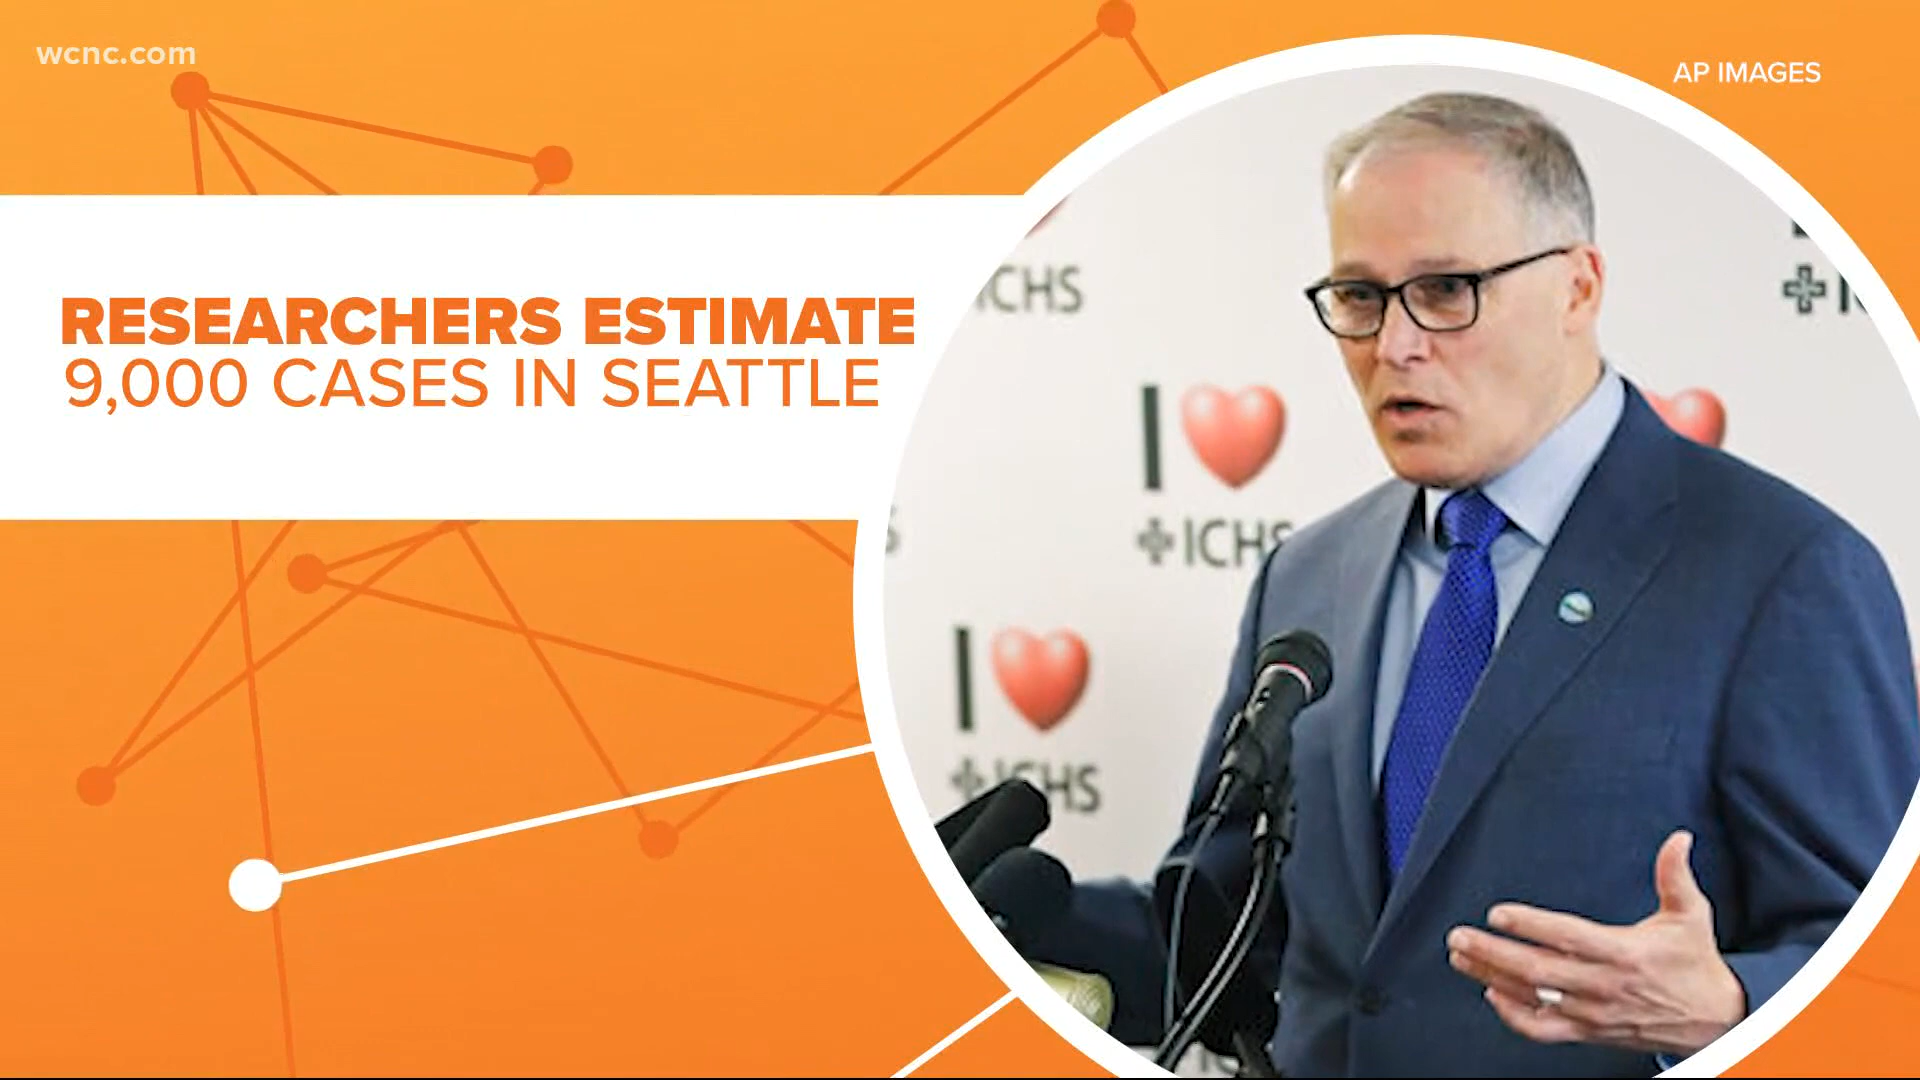 wcnc.com
AP IMAGES
RESEARCHERS ESTIMATE
9,000 CASES IN SEATTLE
ICHS
I
ICHS
I
ICHS